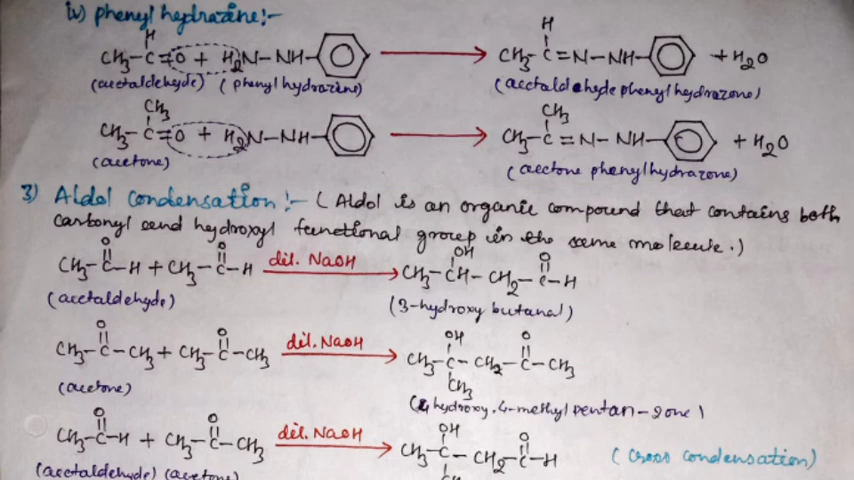 iv) phenyl hydrazine:-
H
CH3-C=O + H2N-NH- → CH3-C=N-NH- +H2O
H
(acetaldehyde) (phenyl hydrazine) (acetaldehyde phenyl hydrazone)
CH3 CH3
CH3-C=O + H2N-NH- → CH3-C=N-NH- + H2O
(acetone) (acetone phenylhydrazone)
3) Aldol condensation:- (Aldol is an organic compound that contains both
carbonyl and hydroxyl functional group in the same molecule.)
O O OH O
CH3-C-H + CH3-C-H dil. NaOH → CH3-CH-CH2-C-H
(acetaldehyde) (3-hydroxy butanal)
O O OH O
CH3-C-CH3 + CH3-C-CH3 dil. NaOH → CH3-C-CH2-C-CH3
CH3
(acetone) (4 hydroxy, 4-methyl pentan-2one)
O O OH O
CH3-C-H + CH3-C-CH3 dil. NaOH → CH3-C-CH2-C-H (cross condensation)
(acetaldehyde) (acetone)